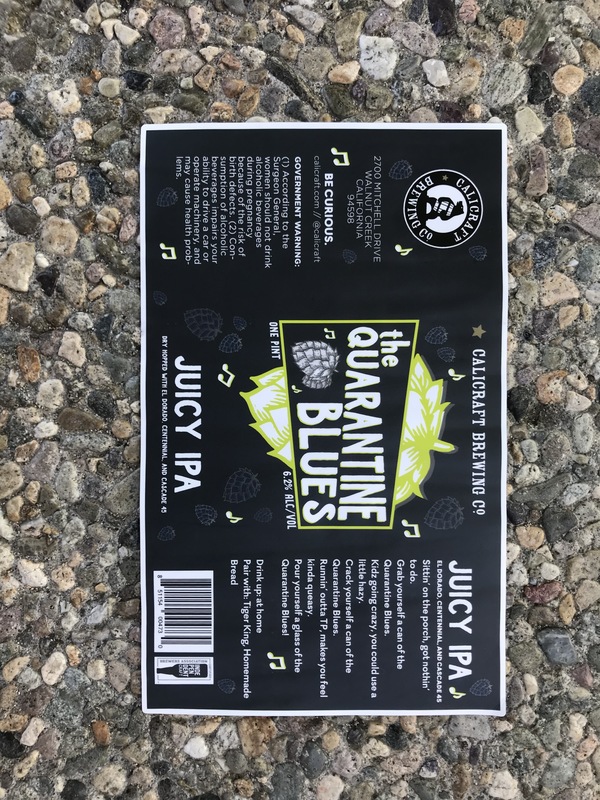 CALICRAFT
BREWING Cº
2700 MITCHELL DRIVE
WALNUT CREEK
CALIFORNIA
94598
BE CURIOUS.
calicraft.com // @calicraft
GOVERNMENT WARNING:
(1) According to the
Surgeon General,
women should not drink
alcoholic beverages
during pregnancy
because of the risk of
birth defects. (2) Con-
sumption of alcoholic
beverages impairs your
ability to drive a car or
operate machinery, and
may cause health prob-
lems.
CALICRAFT BREWING Cº
the
QUARANTINE
BLUES
ONE PINT
6.2% ALC/VOL
JUICY IPA
DRY HOPPED WITH EL DORADO, CENTENNIAL, AND CASCADE 45
JUICY IPA
EL DORADO, CENTENNIAL, AND CASCADE 45
Sittin' on the porch, got nothin'
to do.
Grab yourself a can of the
Quarantine Blues.
Kidz going crazy, you could use a
little hazy.
Crack yourself a can of the
Quarantine Blues.
Runnin' outta TP, makes you feel
kinda queasy.
Pour yourself a glass of the
Quarantine Blues!
Drink up: at home
Pair with: Tiger King, Homemade
Bread
8 51154 00473 0
INDE
PEN
DENT